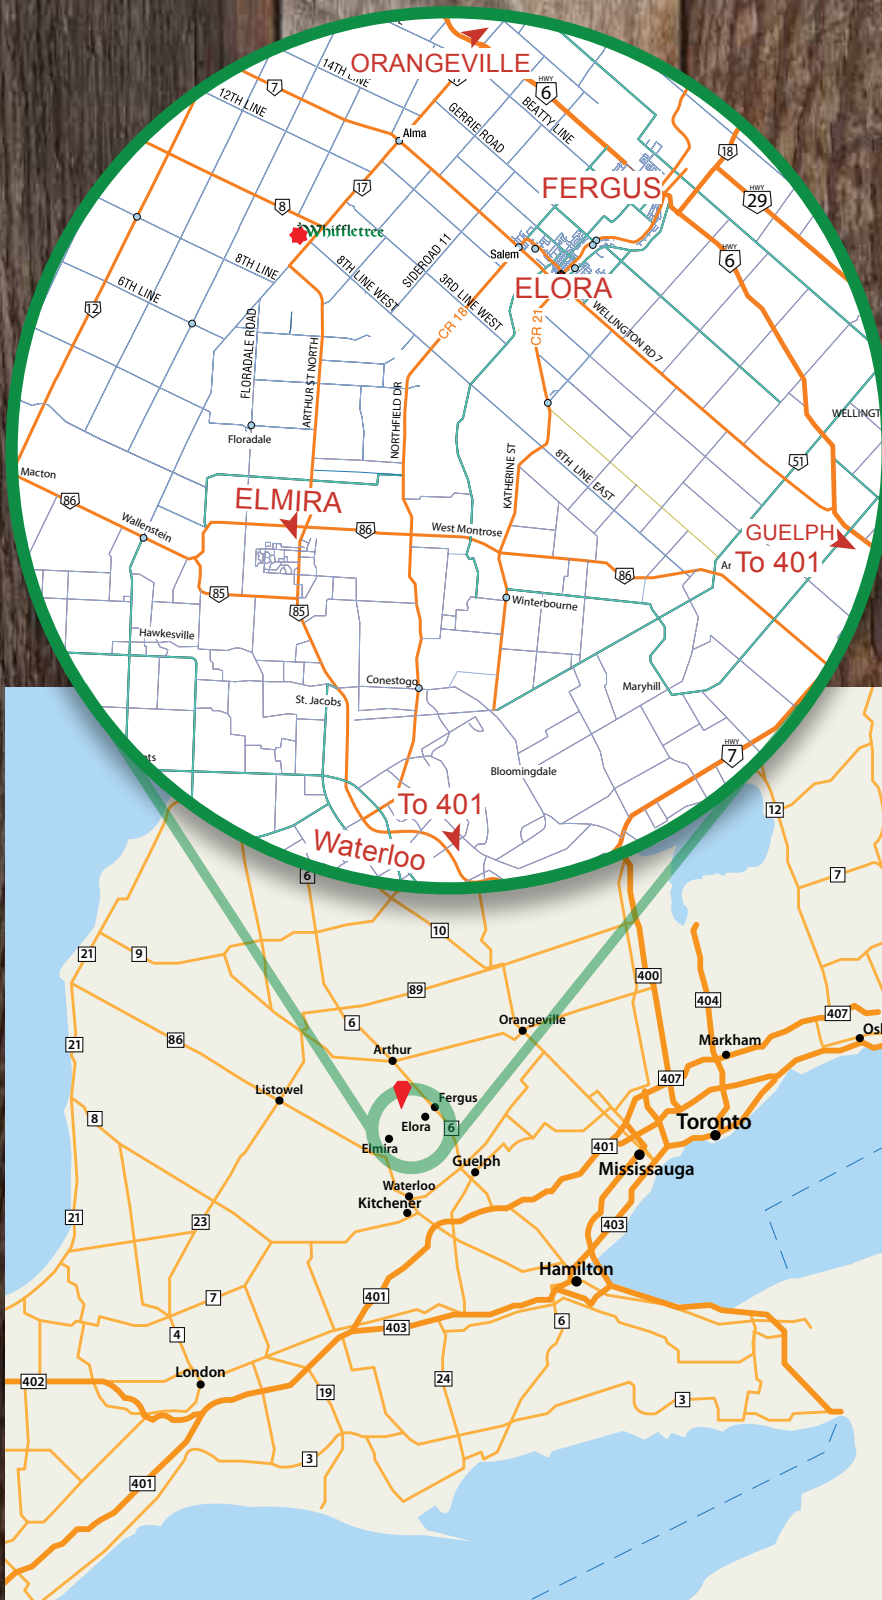 ORANGEVILLE
14TH LINE
7
12TH LINE
HWY
6
BEATTY LINE
GERRIE ROAD
Alma
18
17
FERGUS
HWY
29
8
Whiffletree
SIDEROAD 11
Salem
HWY
6
8TH LINE
8TH LINE WEST
3RD LINE WEST
ELORA
6TH LINE
12
CR 18
CR 21
WELLINGTON RD 7
FLORADALE ROAD
ARTHUR ST NORTH
NORTHFIELD DR
WELLINGT
Floradale
KATHERINE ST
8TH LINE EAST
51
Macton
86
ELMIRA
Wallenstein
86
West Montrose
GUELPH
To 401
Ar
86
85
85
Winterbourne
Hawkesville
Conestogo
Maryhill
St. Jacobs
HWY
7
nts
Bloomingdale
To 401
Waterloo
12
6
7
10
21
9
400
89
404
407
6
Orangeville
Osh
21
86
Arthur
Markham
407
Listowel
Fergus
8
Elora
6
Toronto
Elmira
401
Guelph
Mississauga
Waterloo
Kitchener
21
23
403
Hamilton
401
7
403
6
4
London
402
24
19
3
3
401